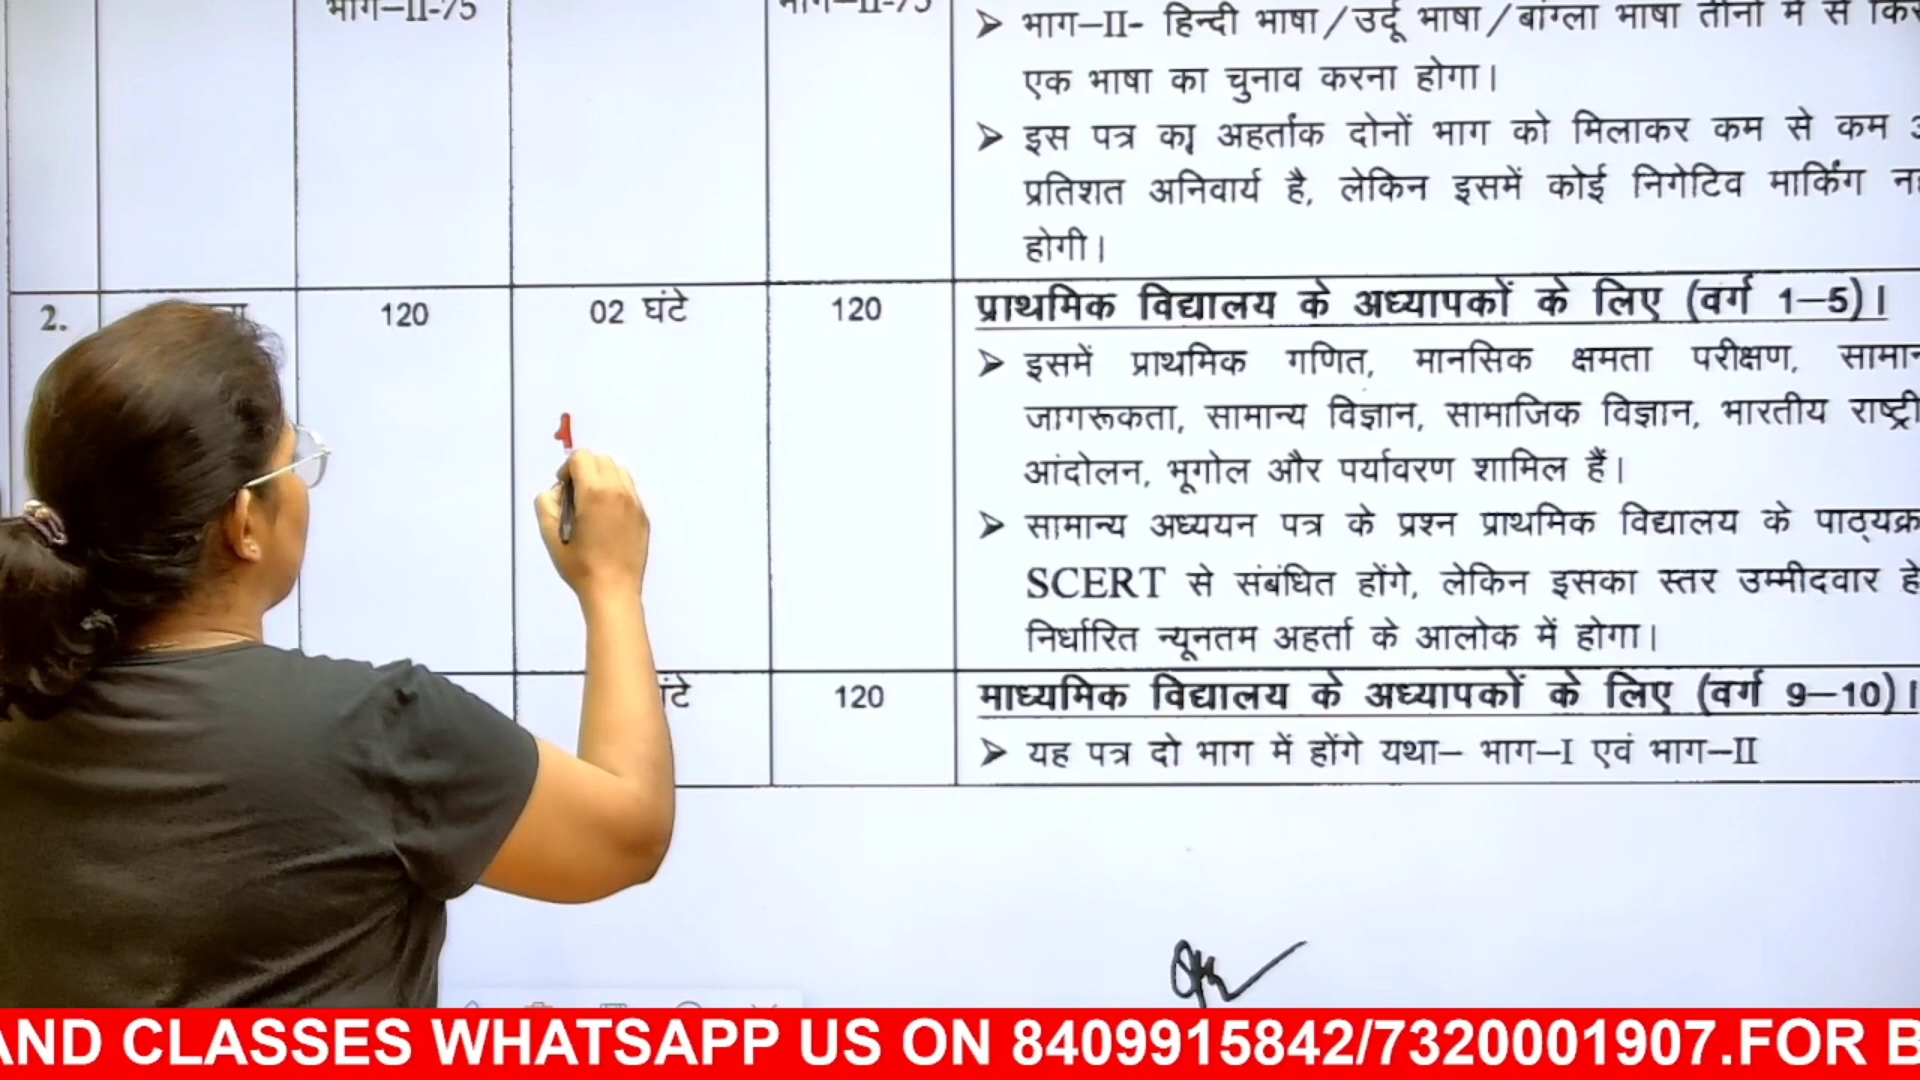 भाग–II-75
भाग–II-75
➤ भाग–II- हिन्दी भाषा/उर्दू भाषा/बांग्ला भाषा तीनों में से
एक भाषा का चुनाव करना होगा।
➤ इस पत्र का अहर्तांक दोनों भाग को मिलाकर कम से कम
प्रतिशत अनिवार्य है, लेकिन इसमें कोई निगेटिव मार्किंग
होगी।
2.
120
02 घंटे
120
प्राथमिक विद्यालय के अध्यापकों के लिए (वर्ग 1–5)।
➤ इसमें प्राथमिक गणित, मानसिक क्षमता परीक्षण,
जागरूकता, सामान्य विज्ञान, सामाजिक विज्ञान, भारतीय
आंदोलन, भूगोल और पर्यावरण शामिल हैं।
➤ सामान्य अध्ययन पत्र के प्रश्न प्राथमिक विद्यालय के
SCERT से संबंधित होंगे, लेकिन इसका स्तर उम्मीदवार
निर्धारित न्यूनतम अहर्ता के आलोक में होगा।
120
माध्यमिक विद्यालय के अध्यापकों के लिए (वर्ग 9–10)।
➤ यह पत्र दो भाग में होंगे यथा– भाग–I एवं भाग–II
AND CLASSES WHATSAPP US ON 8409915842/7320001907.FOR B